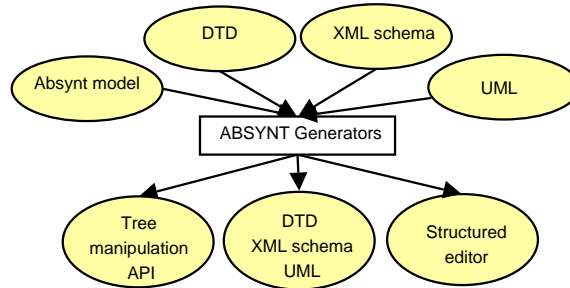 DTD
XML schema
Absynt model
UML
ABSYNT Generators
Tree
manipulation
API
DTD
XML schema
UML
Structured
editor